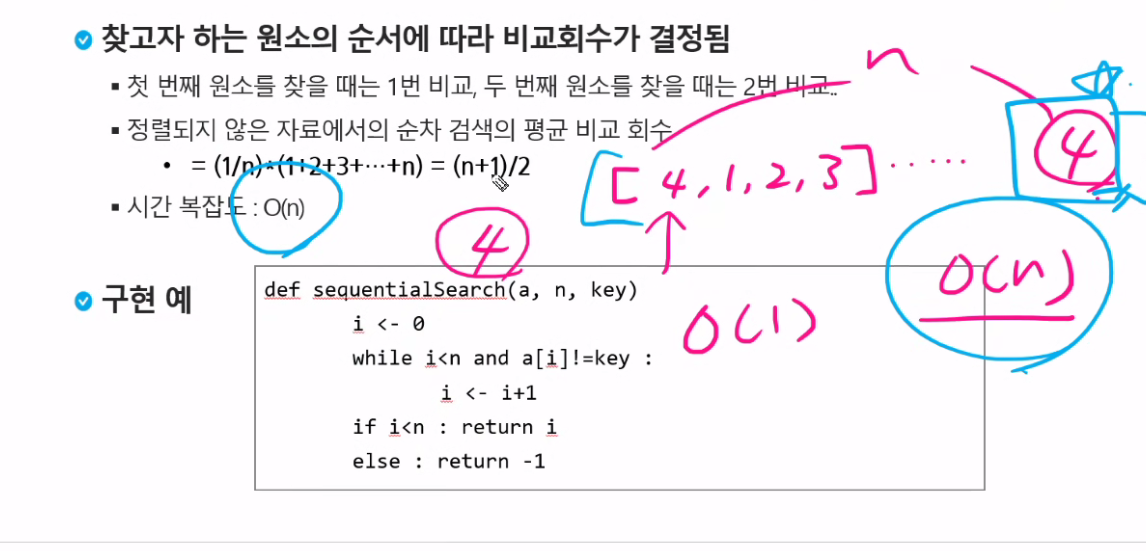 찾고자 하는 원소의 순서에 따라 비교회수가 결정됨
첫 번째 원소를 찾을 때는 1번 비교, 두 번째 원소를 찾을 때는 2번 비교..
정렬되지 않은 자료에서의 순차 검색의 평균 비교 회수
= (1/n)*(1+2+3+⋯+n) = (n+1)/2
시간 복잡도 : O(n)
n
[4, 1, 2, 3] ······ 4
4
O(n)
O(1)
구현 예
def sequentialSearch(a, n, key)
i <- 0
while i<n and a[i]!=key :
i <- i+1
if i<n : return i
else : return -1